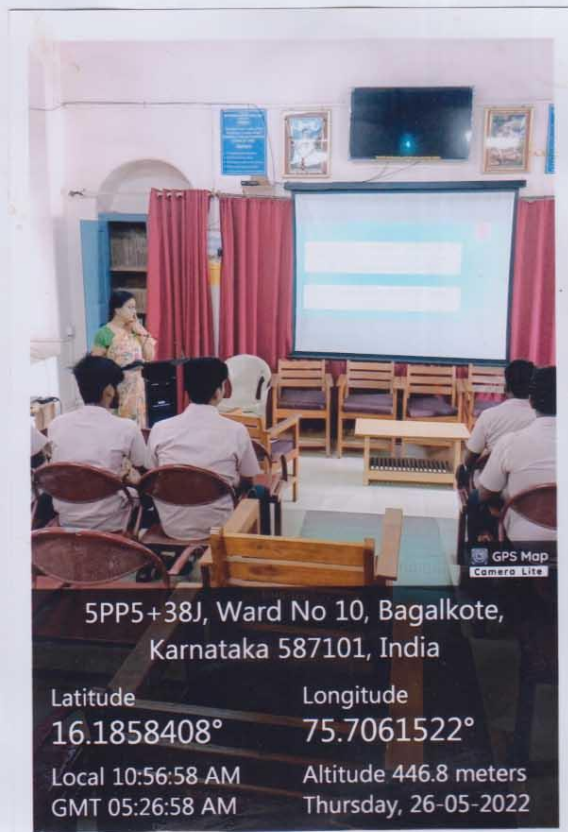 GPS Map
Camera Lite
5PP5+38J, Ward No 10, Bagalkote,
Karnataka 587101, India
Latitude
16.1858408°
Longitude
75.7061522°
Local 10:56:58 AM
GMT 05:26:58 AM
Altitude 446.8 meters
Thursday, 26-05-2022